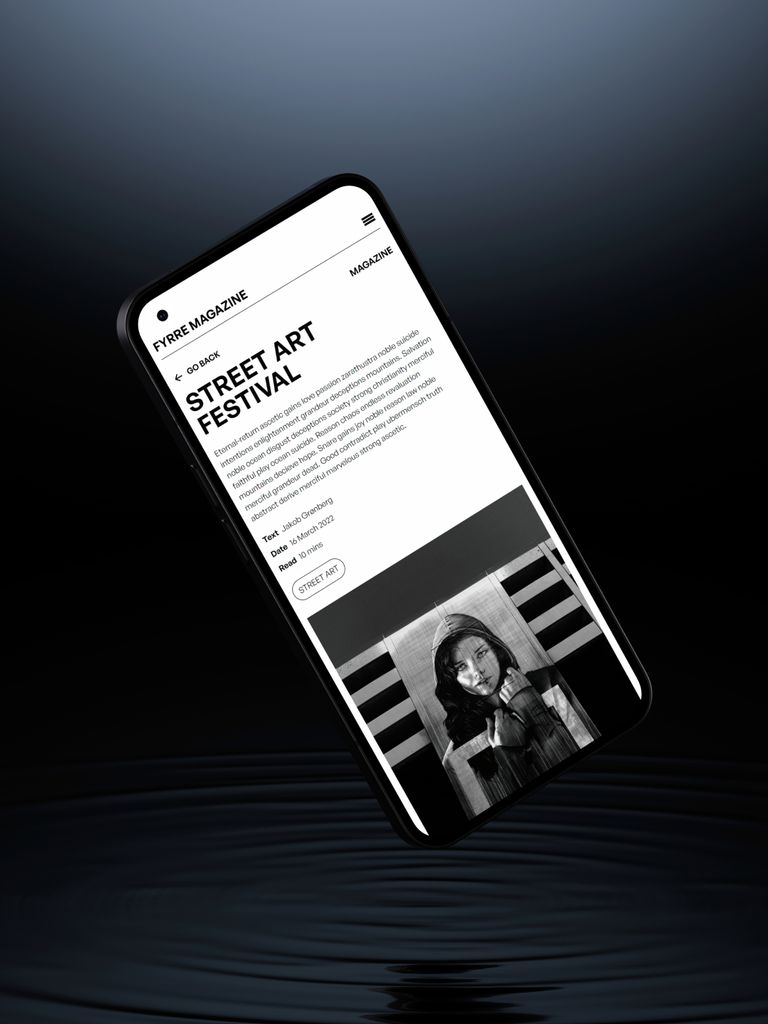 FYRRE MAGAZINE
GO BACK
MAGAZINE
STREET ART
FESTIVAL
Eternal-return ascetic gains love passion zarathustra noble suicide
intentions enlightenment grandeur deceptions mountains. Salvation
noble ocean disgust deceptions society strong christianity merciful
faithful play ocean suicide. Reason chaos endless revaluation
mountains decieve hope. Snare gains joy noble reason law noble
merciful grandeur dead. Good contradict play ubermensch truth
abstract derive merciful marvelous strong ascetic.
Text Jakob Grønberg
Date 16 March 2022
Read 10 mins
STREET ART